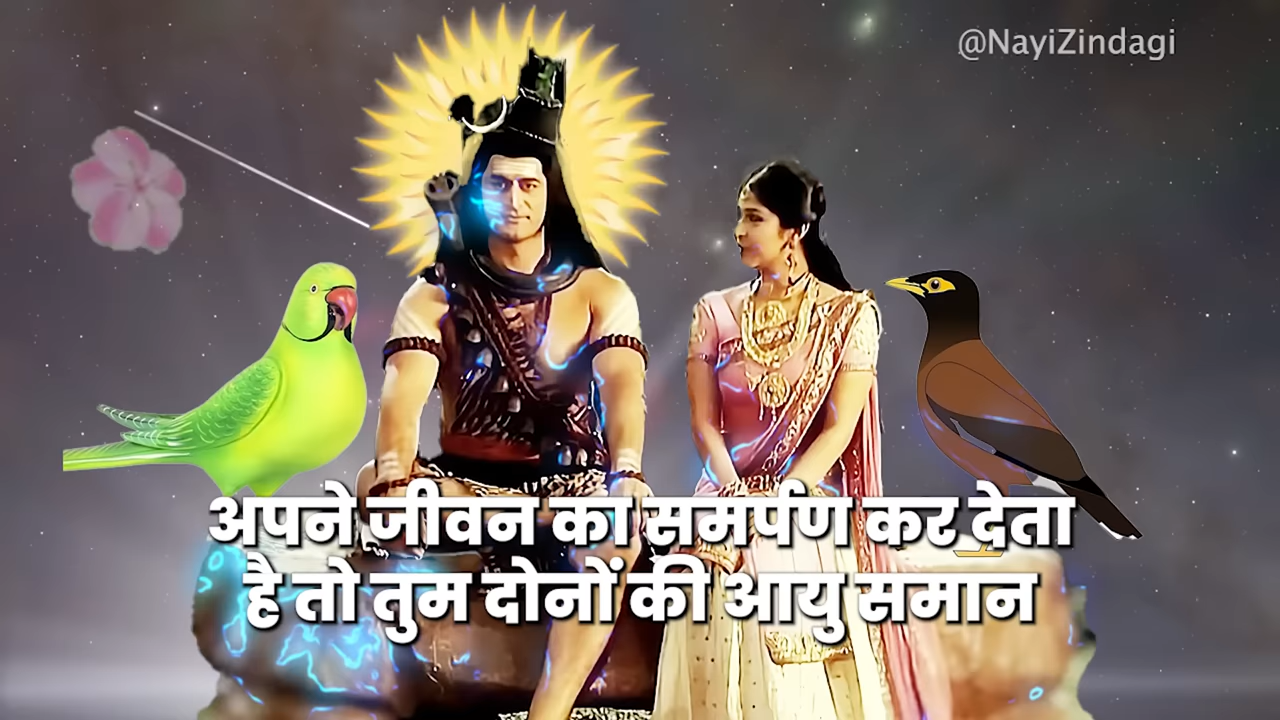 @NayiZindagi
अपने जीवन का समर्पण कर देता
है तो तुम दोनों की आयु समान